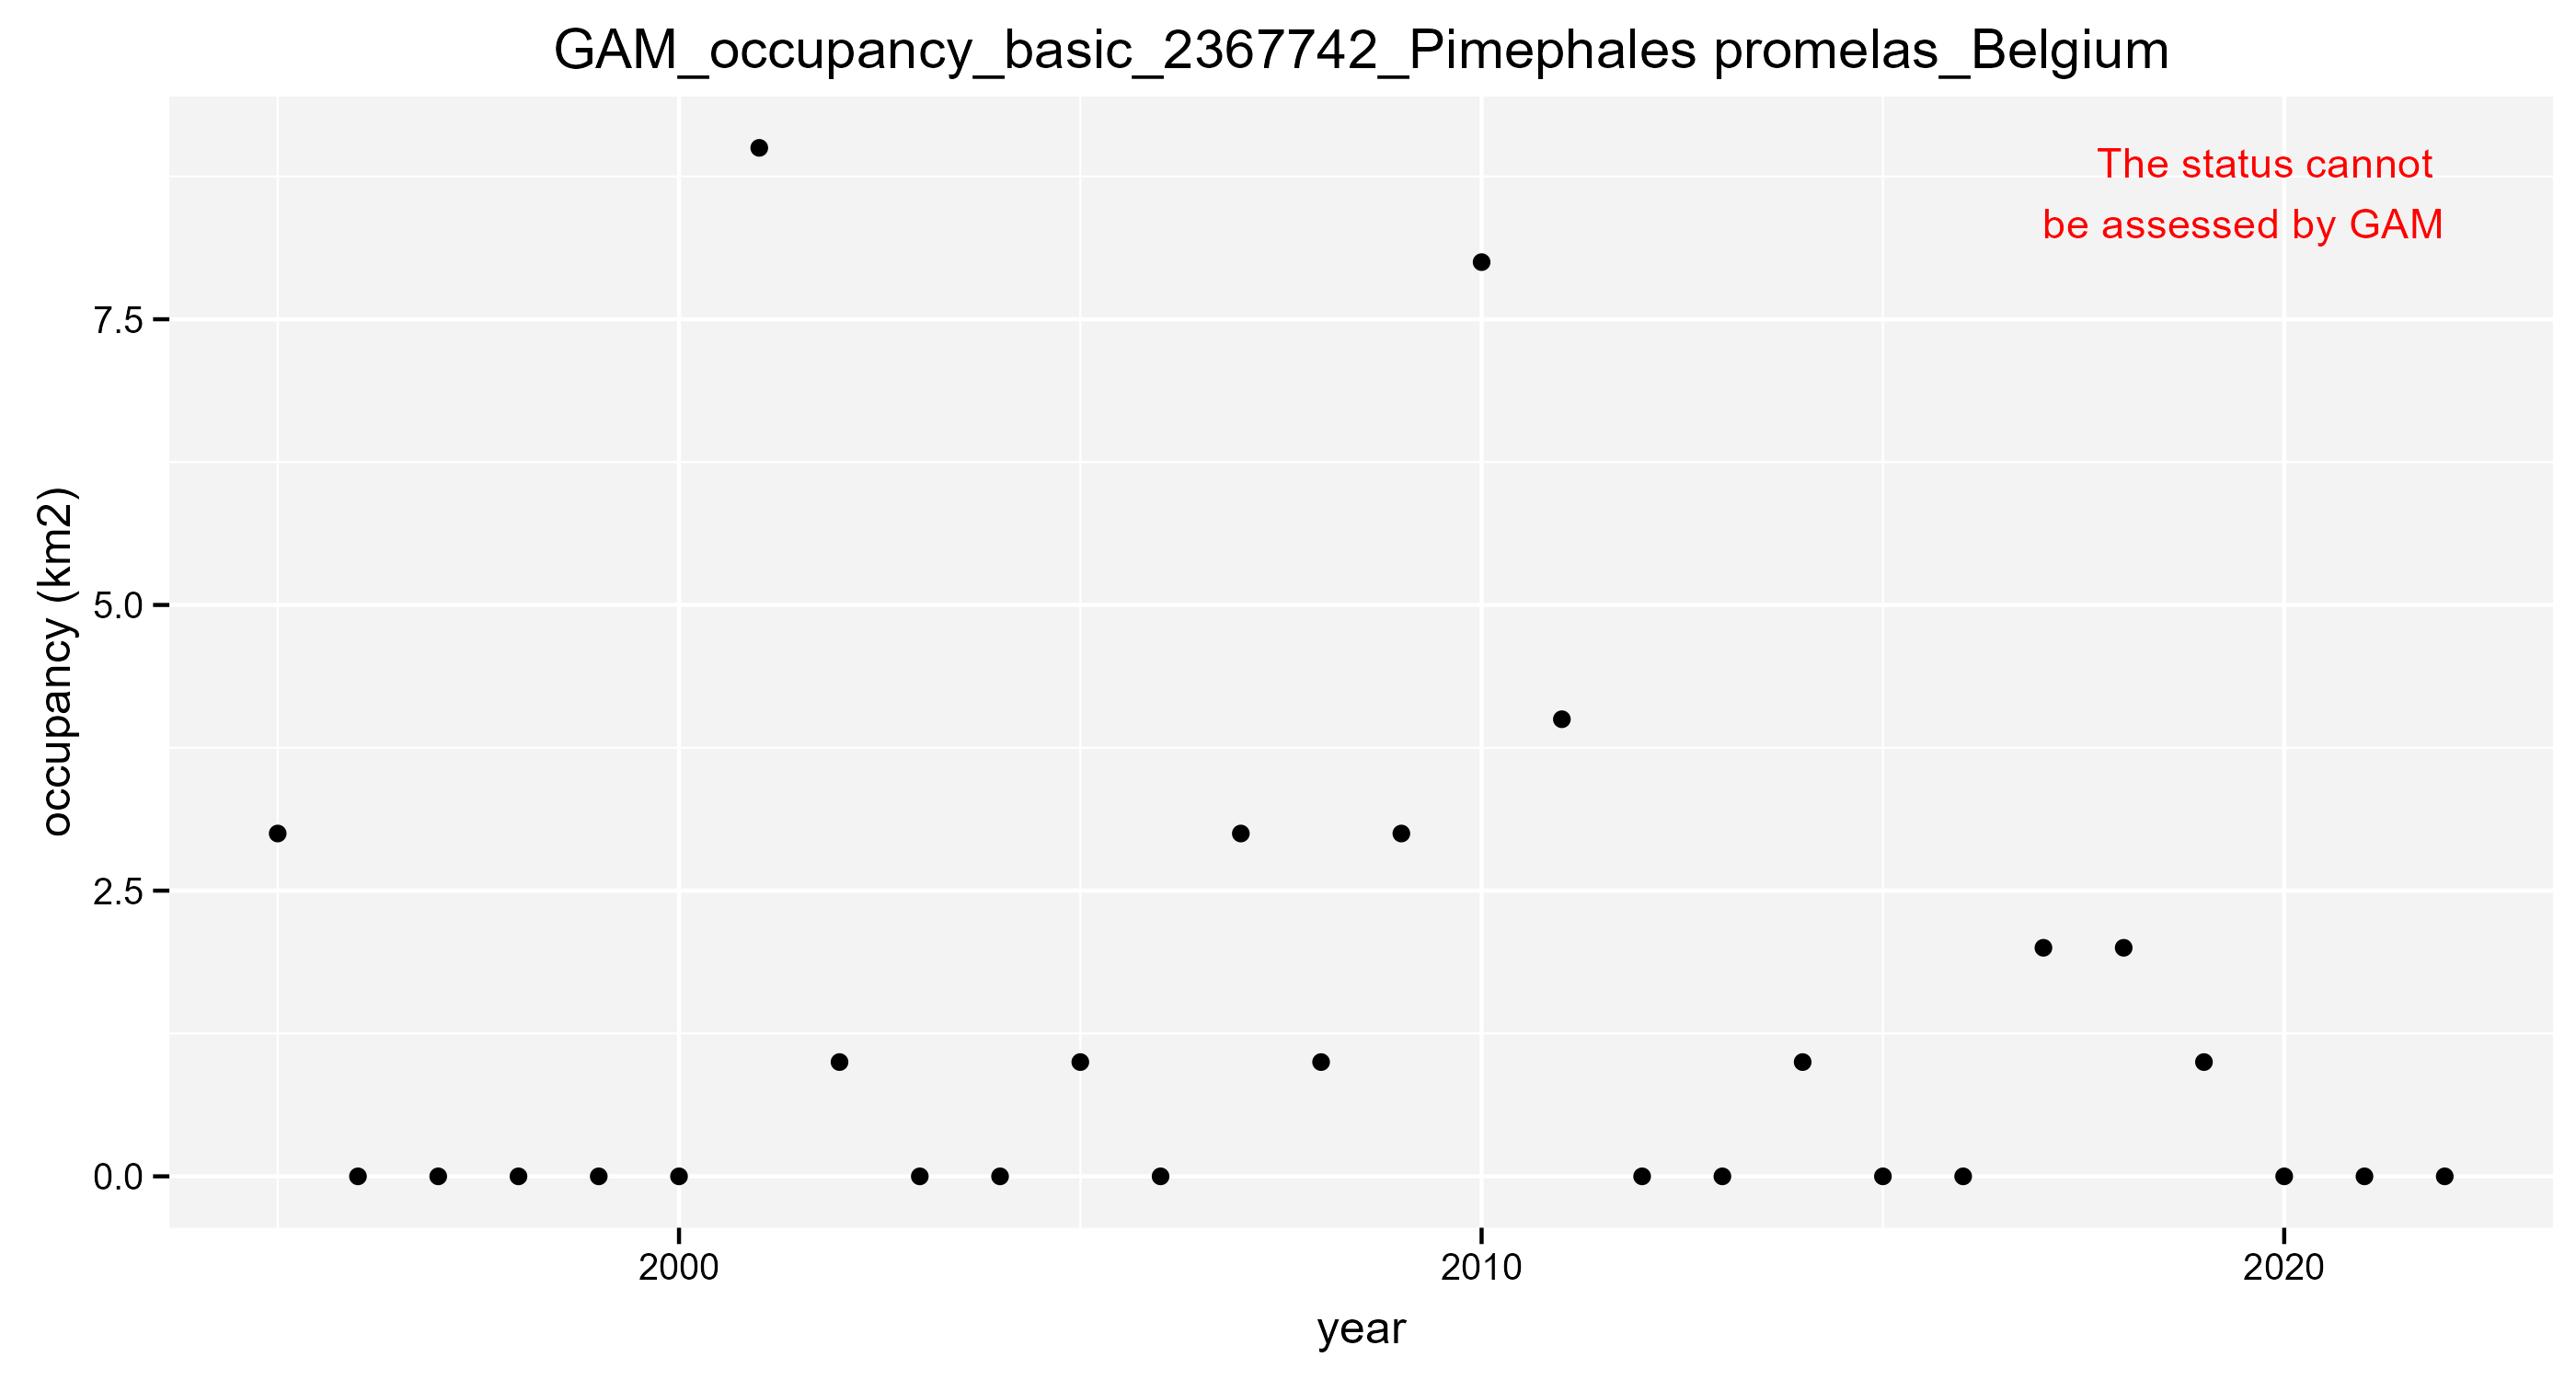 GAM_occupancy_basic_2367742_Pimephales promelas_Belgium
The status cannot
be assessed by GAM
occupancy (km2)
7.5
5.0
2.5
0.0
2000
2010
2020
year